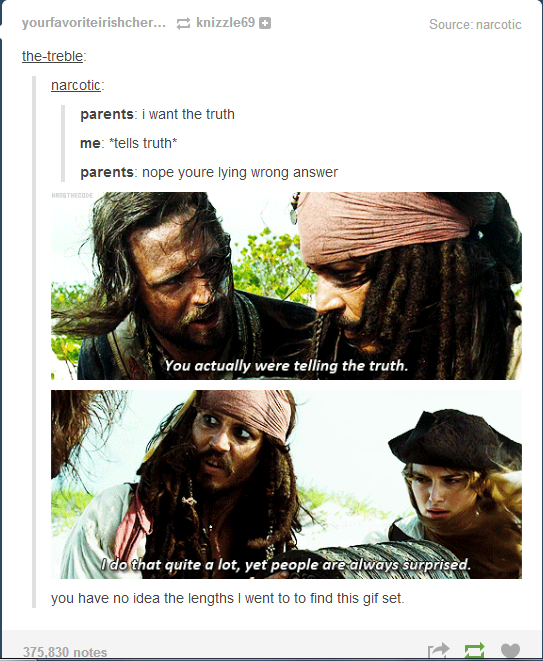 yourfavoriteirishcher... knizzle69
Source: narcotic
the-treble:
narcotic:
parents: i want the truth
me: *tells truth*
parents: nope youre lying wrong answer
You actually were telling the truth.
I do that quite a lot, yet people are always surprised.
you have no idea the lengths I went to to find this gif set.
375,830 notes